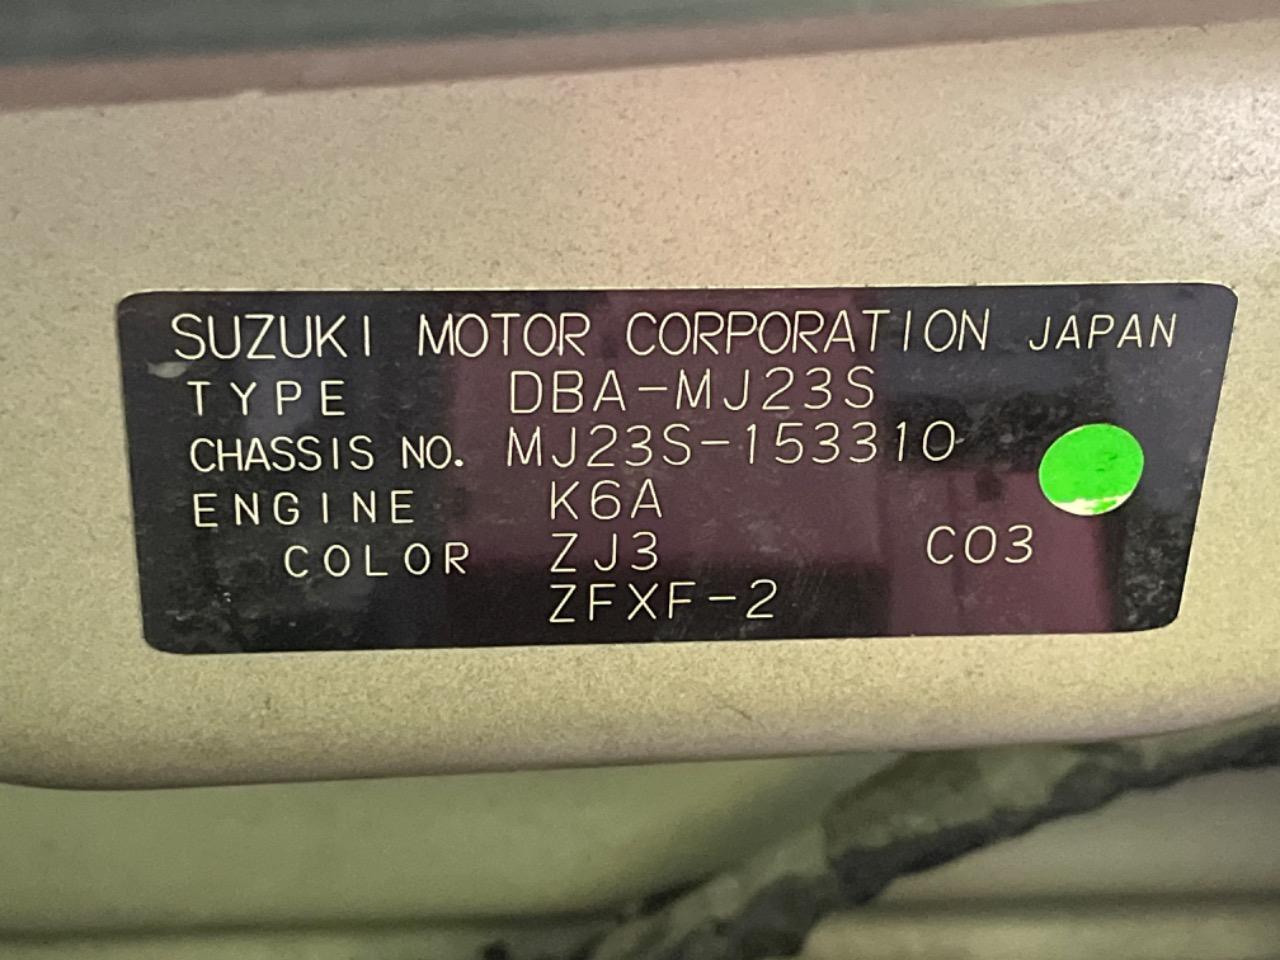 SUZUKI MOTOR CORPORATION JAPAN
TYPE DBA-MJ23S
CHASSIS NO. MJ23S-153310
ENGINE K6A
COLOR ZJ3 C03
ZFXF-2